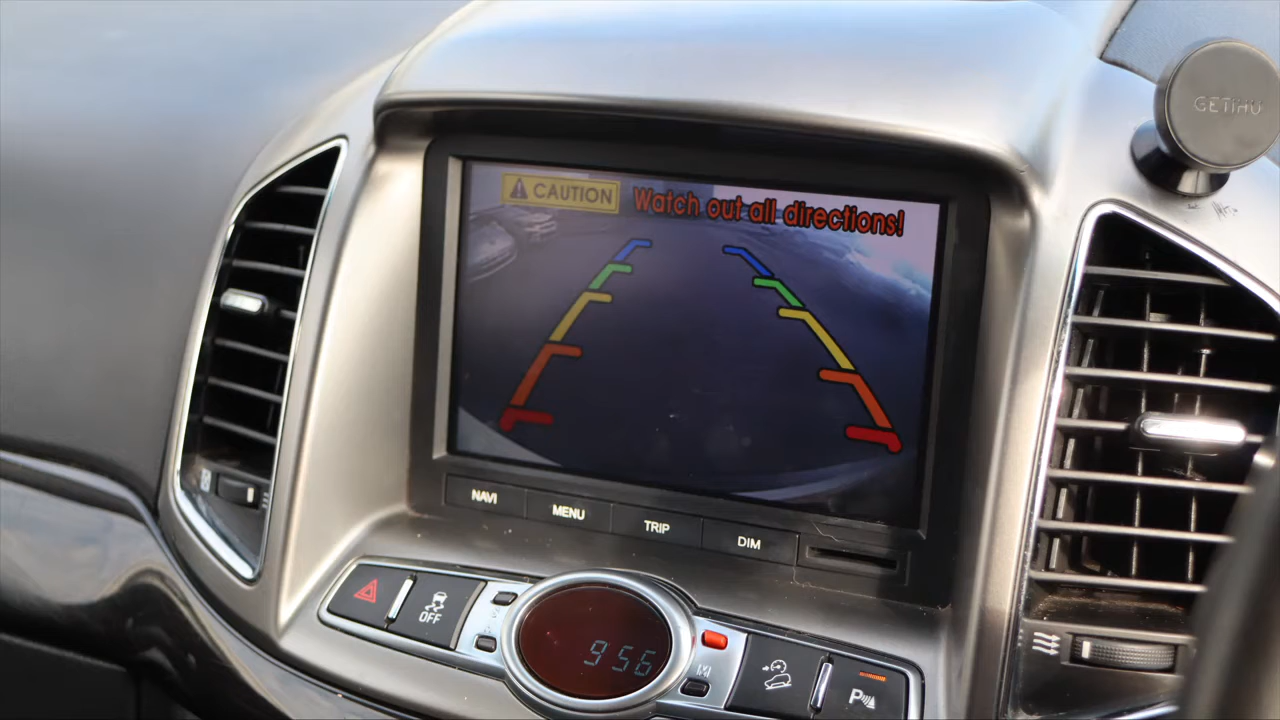 GETIHU
CAUTION
Watch out all directions!
NAVI
MENU
TRIP
DIM
OFF
956
P